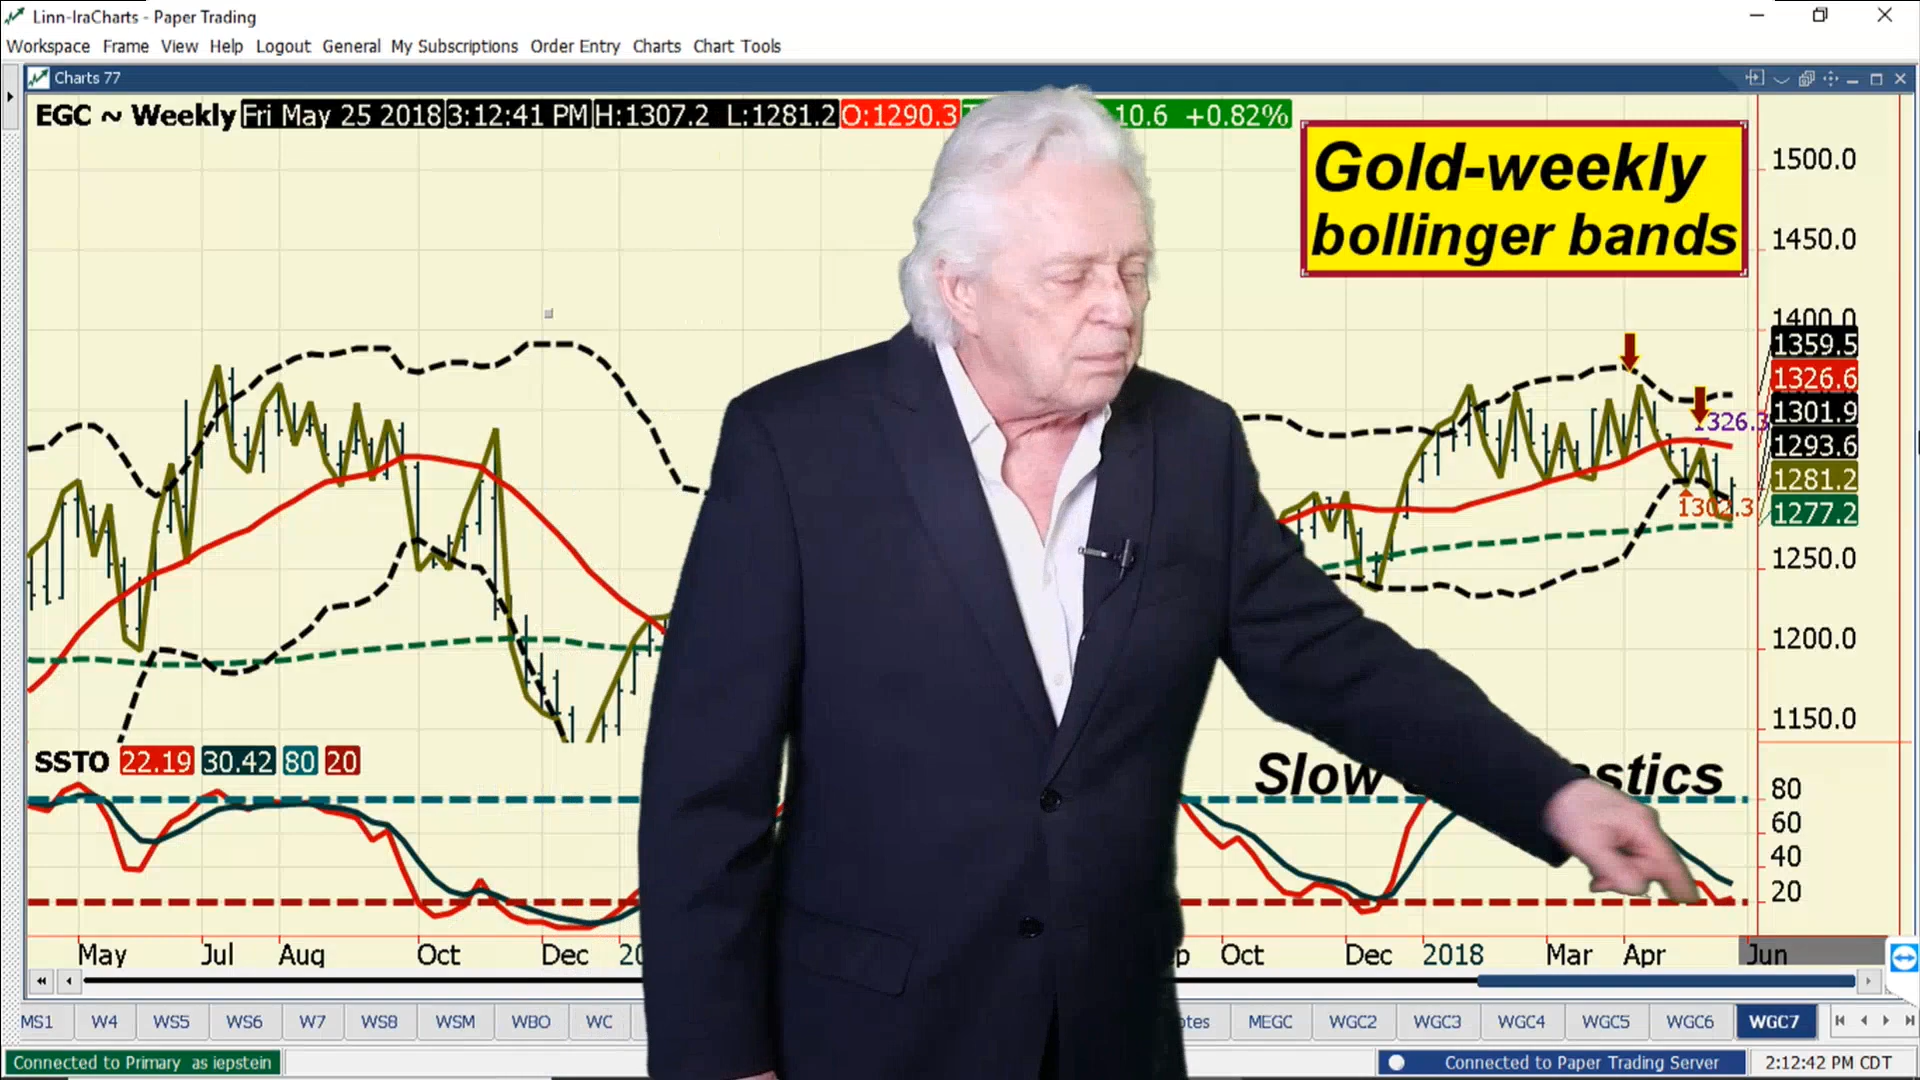 Linn-IraCharts - Paper Trading
Workspace Frame View Help Logout General My Subscriptions Order Entry Charts Chart Tools
Charts 77
EGC ~ Weekly Fri May 25 2018 3:12:41 PM H:1307.2 L:1281.2 O:1290.3 10.6 +0.82%
Gold-weekly
bollinger bands
1500.0
1450.0
1400.0
1359.5
1326.6
1326.3
1301.9
1293.6
1281.2
1302.3
1277.2
1250.0
1200.0
1150.0
SSTO 22.19 30.42 80 20
Slow stics
80
60
40
20
May Jul Aug Oct Dec 20 p Oct Dec 2018 Mar Apr Jun
MS1 W4 WS5 WS6 W7 WS8 WSM WBO WC otes MEGC WGC2 WGC3 WGC4 WGC5 WGC6 WGC7
Connected to Primary as iepstein Connected to Paper Trading Server 2:12:42 PM CDT